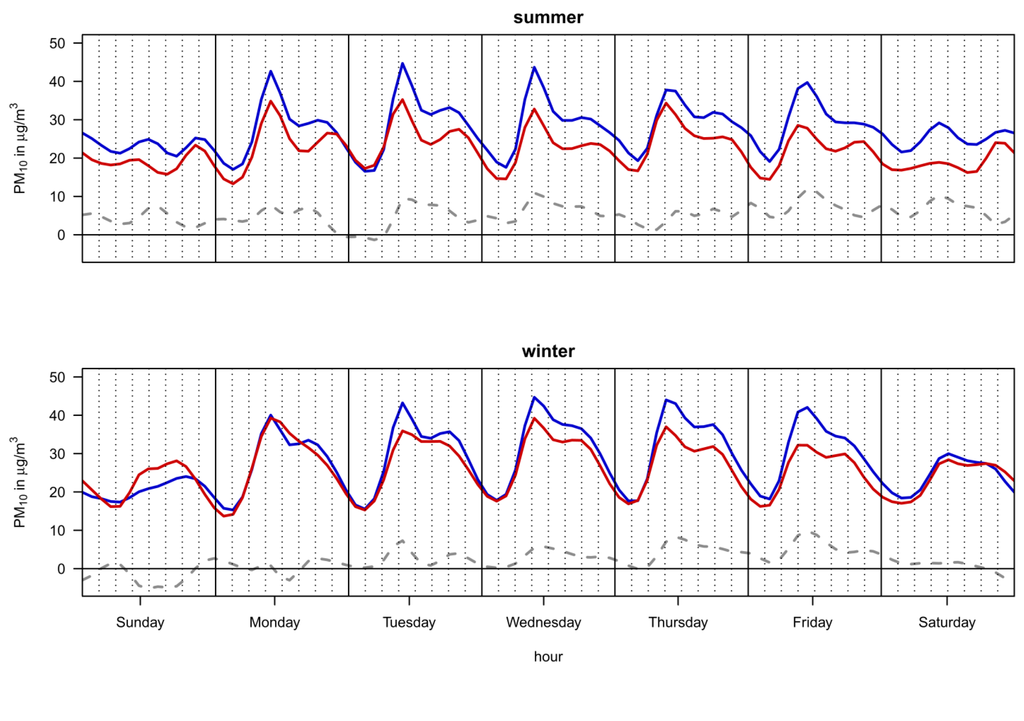 summer
PM₁₀ in µg/m³
50
40
30
20
10
0
winter
PM₁₀ in µg/m³
50
40
30
20
10
0
Sunday Monday Tuesday Wednesday Thursday Friday Saturday
hour